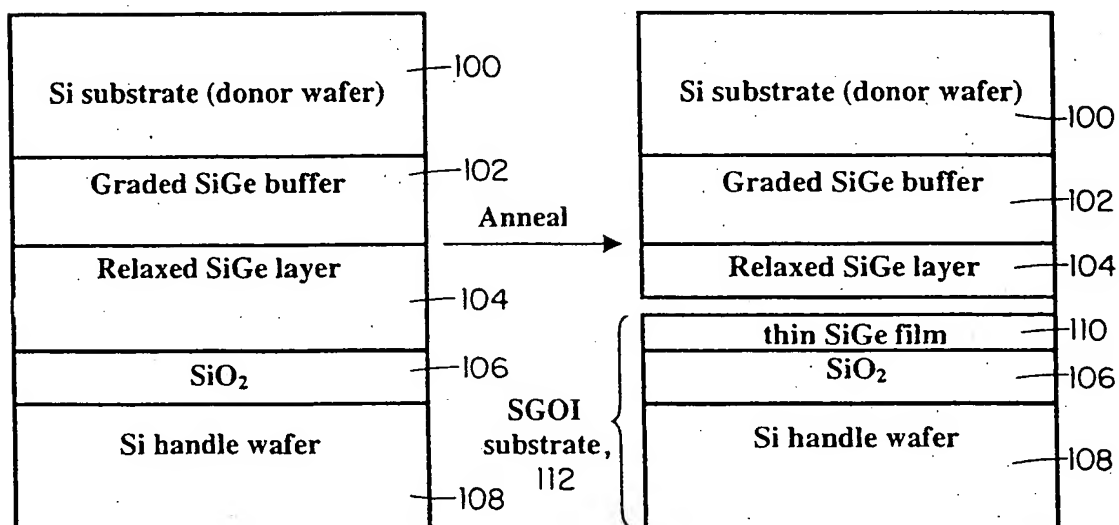 Si substrate (donor wafer)
100
Graded SiGe buffer
102
Relaxed SiGe layer
104
SiO₂
106
Si handle wafer
108
Anneal
Si substrate (donor wafer)
100
Graded SiGe buffer
102
Relaxed SiGe layer
104
thin SiGe film
110
SiO₂
106
Si handle wafer
108
SGOI
substrate,
112